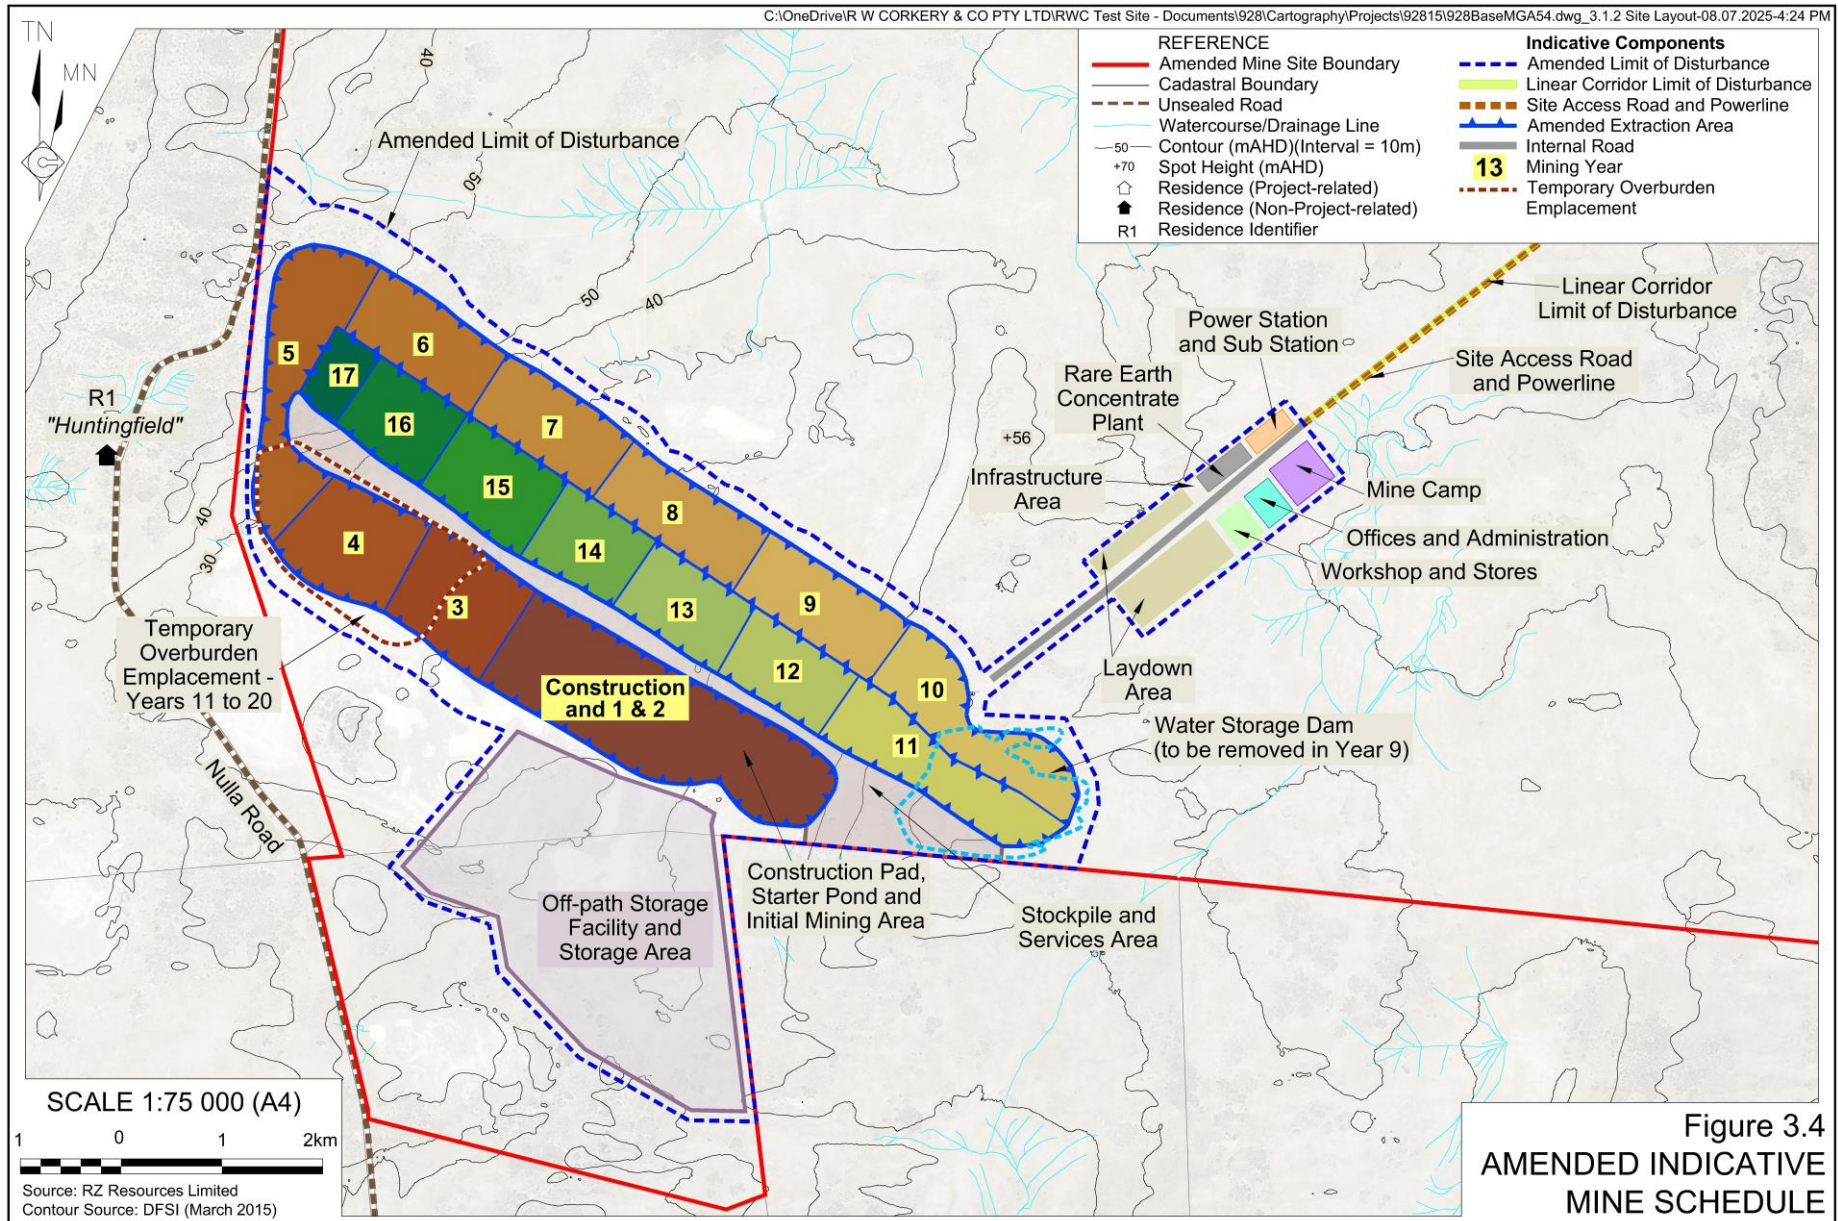 C:\OneDrive\R W CORKERY & CO PTY LTD\RWC Test Site - Documents\928\Cartography\Projects\92815\928BaseMGA54.dwg_3.1.2 Site Layout-08.07.2025-4:24 PM
TN
MN
REFERENCE
Amended Mine Site Boundary
Cadastral Boundary
Unsealed Road
Watercourse/Drainage Line
50 Contour (mAHD)(Interval = 10m)
+70 Spot Height (mAHD)
Residence (Project-related)
Residence (Non-Project-related)
R1 Residence Identifier
Indicative Components
Amended Limit of Disturbance
Linear Corridor Limit of Disturbance
Site Access Road and Powerline
Amended Extraction Area
Internal Road
13 Mining Year
Temporary Overburden
Emplacement
40
Amended Limit of Disturbance
50
50
40
Linear Corridor
Limit of Disturbance
Power Station
and Sub Station
Site Access Road
and Powerline
Rare Earth
Concentrate
Plant
R1
"Huntingfield"
5
6
17
7
16
+56
Infrastructure
Area
Mine Camp
15
8
40
30
4
14
Offices and Administration
Workshop and Stores
3
13
9
Temporary
Overburden
Emplacement -
Years 11 to 20
12
10
Laydown
Area
Construction
and 1 & 2
11
Water Storage Dam
(to be removed in Year 9)
Nulla Road
Construction Pad,
Starter Pond and
Initial Mining Area
Off-path Storage
Facility and
Storage Area
Stockpile and
Services Area
SCALE 1:75 000 (A4)
1 0 1 2km
Source: RZ Resources Limited
Contour Source: DFSI (March 2015)
Figure 3.4
AMENDED INDICATIVE
MINE SCHEDULE